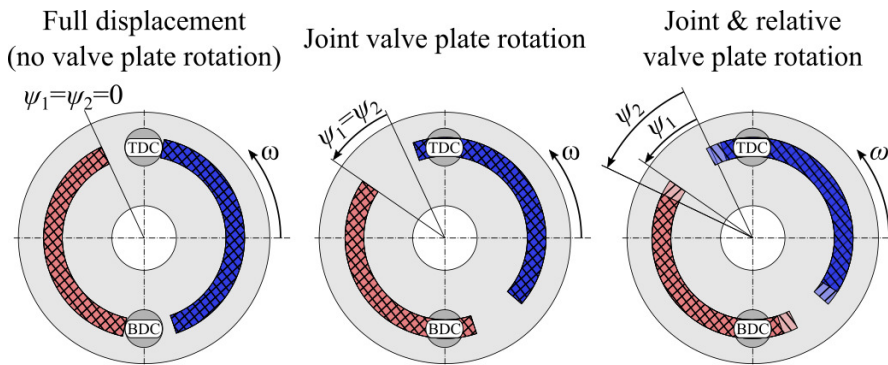 Full displacement
(no valve plate rotation)
ψ₁=ψ₂=0
TDC
ω
BDC
Joint valve plate rotation
ψ₁=ψ₂
TDC
ω
BDC
Joint & relative
valve plate rotation
ψ₂
ψ₁
TDC
ω
BDC